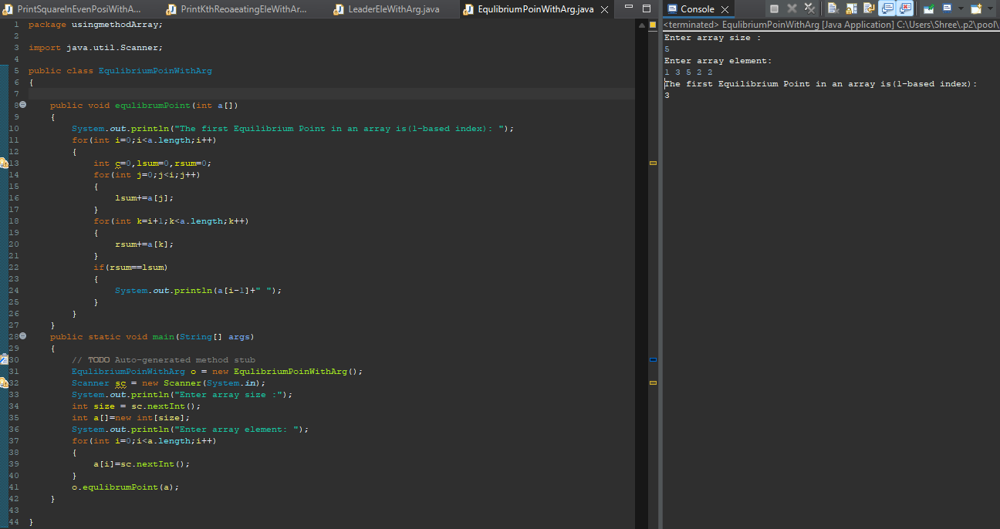 PrintSquareInEvenPosiWithA... PrintKthReoaeatingEleWithAr... LeaderEleWithArg.java EqulibriumPoinWithArg.java
1 package usingmethodArray;
2
3 import java.util.Scanner;
4
5 public class EqulibriumPoinWithArg
6 {
7
8 public void equlibrumPoint(int a[])
9 {
10 System.out.println("The first Equilibrium Point in an array is(1-based index): ");
11 for(int i=0;i<a.length;i++)
12 {
13 int c=0,lsum=0,rsum=0;
14 for(int j=0;j<i;j++)
15 {
16 lsum+=a[j];
17 }
18 for(int k=i+1;k<a.length;k++)
19 {
20 rsum+=a[k];
21 }
22 if(rsum==lsum)
23 {
24 System.out.println(a[i-1]+" ");
25 }
26 }
27 }
28 public static void main(String[] args)
29 {
30 // TODO Auto-generated method stub
31 EqulibriumPoinWithArg o = new EqulibriumPoinWithArg();
32 Scanner sc = new Scanner(System.in);
33 System.out.println("Enter array size :");
34 int size = sc.nextInt();
35 int a[]=new int[size];
36 System.out.println("Enter array element: ");
37 for(int i=0;i<a.length;i++)
38 {
39 a[i]=sc.nextInt();
40 }
41 o.equlibrumPoint(a);
42 }
43
44 }
Console
<terminated> EqulibriumPoinWithArg [Java Application] C:\Users\Shree\.p2\pool\
Enter array size :
5
Enter array element:
1 3 5 2 2
The first Equilibrium Point in an array is(1-based index):
3